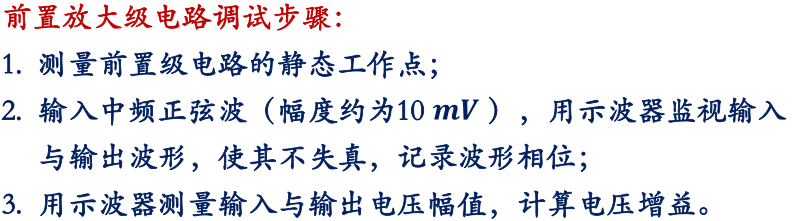 前置放大级电路调试步骤：
1. 测量前置级电路的静态工作点；
2. 输入中频正弦波（幅度约为10 mV ），用示波器监视输入
与输出波形，使其不失真，记录波形相位；
3. 用示波器测量输入与输出电压幅值，计算电压增益。